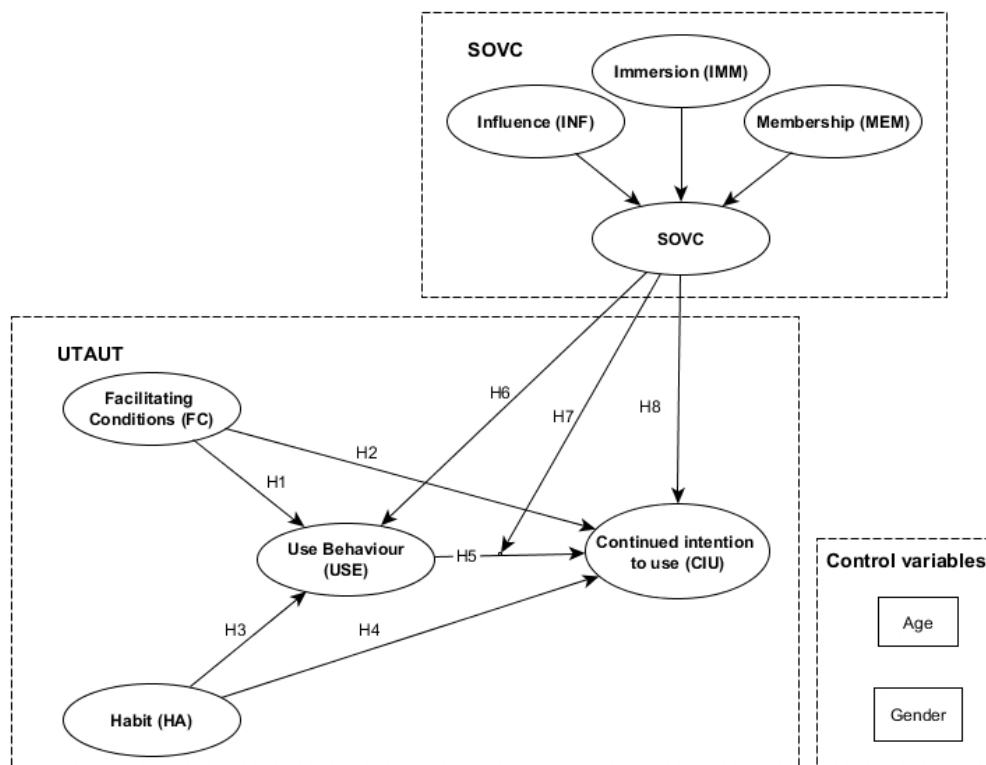 SOVC
Immersion (IMM)
Influence (INF)
Membership (MEM)
SOVC
UTAUT
Facilitating
Conditions (FC)
H6
H7
H8
H2
H1
Use Behaviour
(USE)
H5
Continued intention
to use (CIU)
H3
H4
Habit (HA)
Control variables
Age
Gender